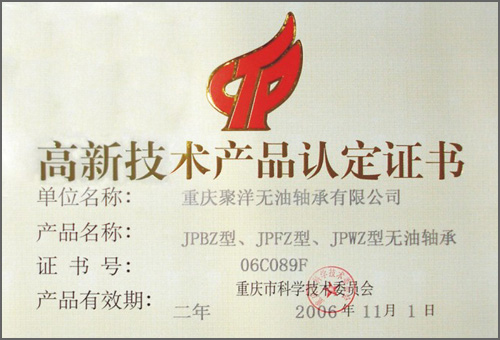 高新技术产品认定证书
单位名称： 重庆聚洋无油轴承有限公司
产品名称： JPBZ型、JPFZ型、JPWZ型无油轴承
证 书 号： 06C089F
重庆市科学技术委员会
产品有效期： 二年 2006 年 11月 1 日